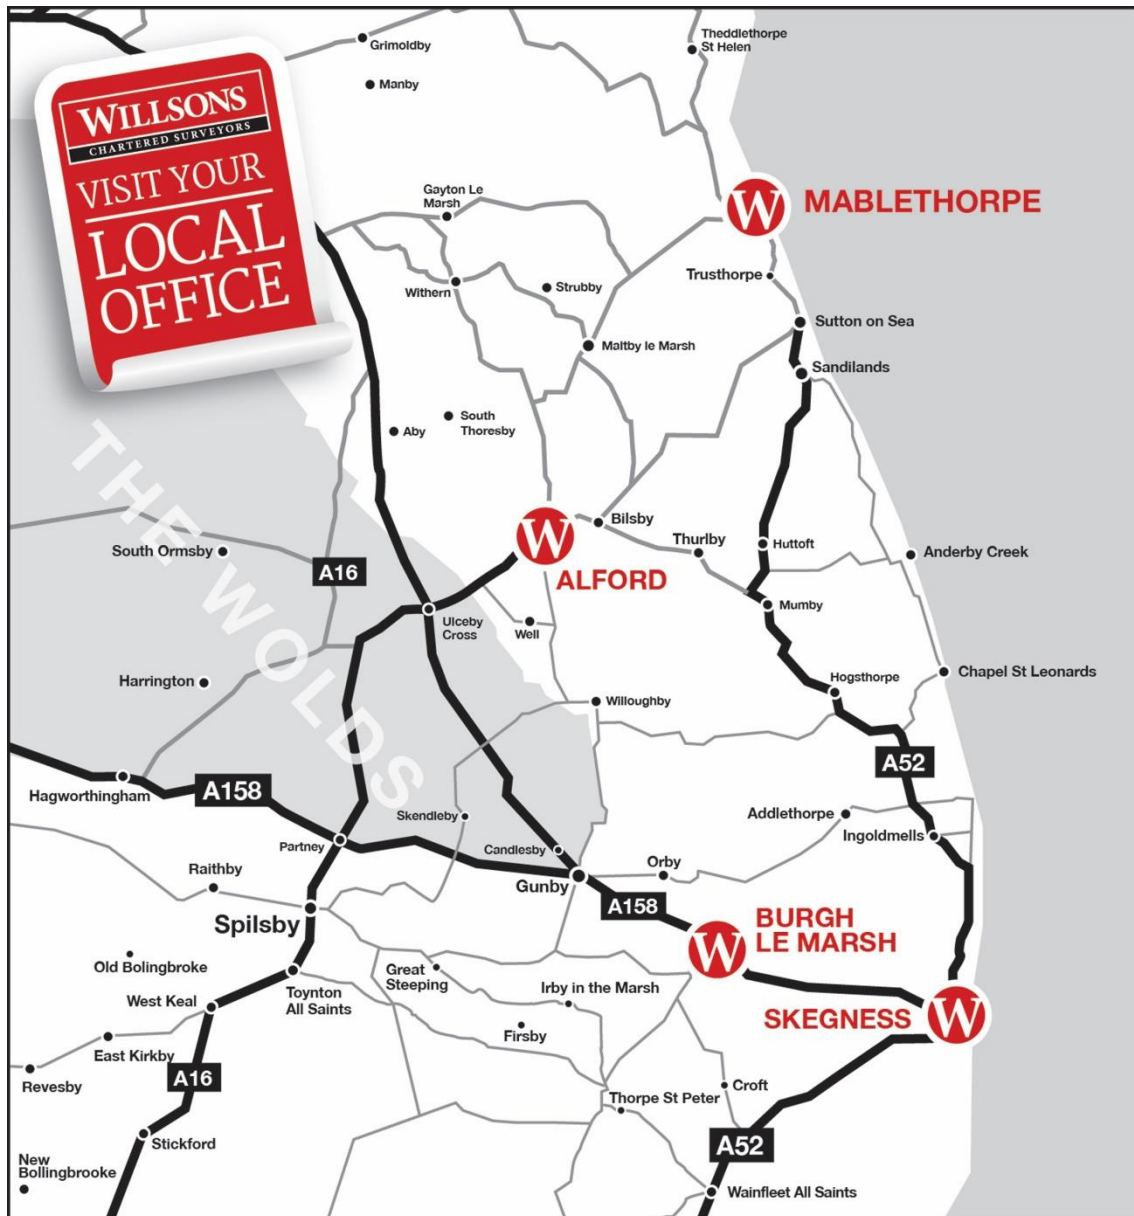 WILLSONS
CHARTERED SURVEYORS
VISIT YOUR
LOCAL
OFFICE
Grimoldby
Manby
Theddlethorpe
St Helen
Gayton Le
Marsh
W
MABLETHORPE
Withern
Strubby
Trusthorpe
Maltby le Marsh
Sutton on Sea
Sandilands
Aby
South
Thoresby
THE WOLDS
South Ormsby
A16
W
ALFORD
Bilsby
Thurlby
Huttoft
Anderby Creek
Ulceby
Cross
Well
Mumby
Harrington
Willoughby
Hogsthorpe
Chapel St Leonards
Hagworthingham
A158
A52
Skendleby
Addlethorpe
Ingoldmells
Partney
Candlesby
Raithby
Gunby
Orby
A158
Spilsby
BURGH
LE MARSH
W
Old Bolingbroke
Toynton
All Saints
Great
Steeping
Irby in the Marsh
West Keal
Firsby
SKEGNESS
W
East Kirkby
Revesby
A16
Thorpe St Peter
Croft
Stickford
A52
New
Bollingbrooke
Wainfleet All Saints